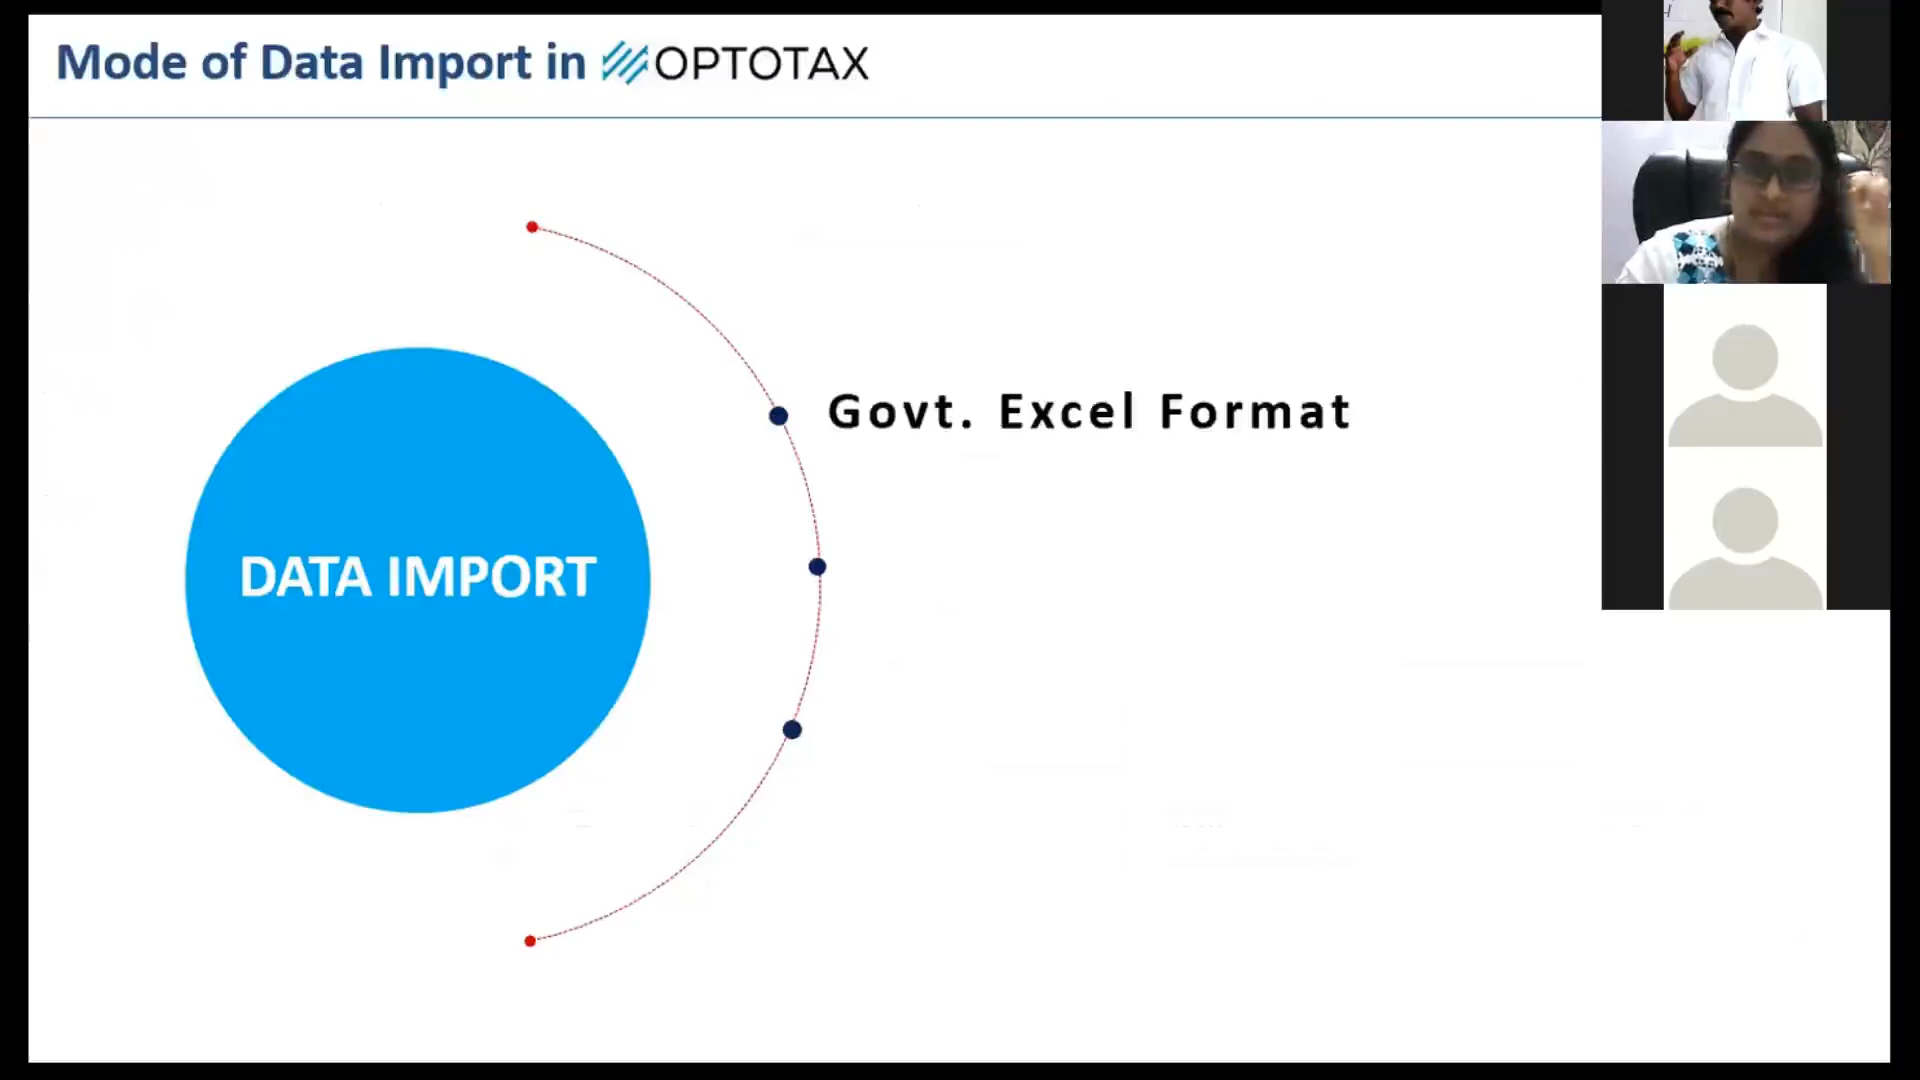 Mode of Data Import in OPTOTAX
Govt. Excel Format
DATA IMPORT